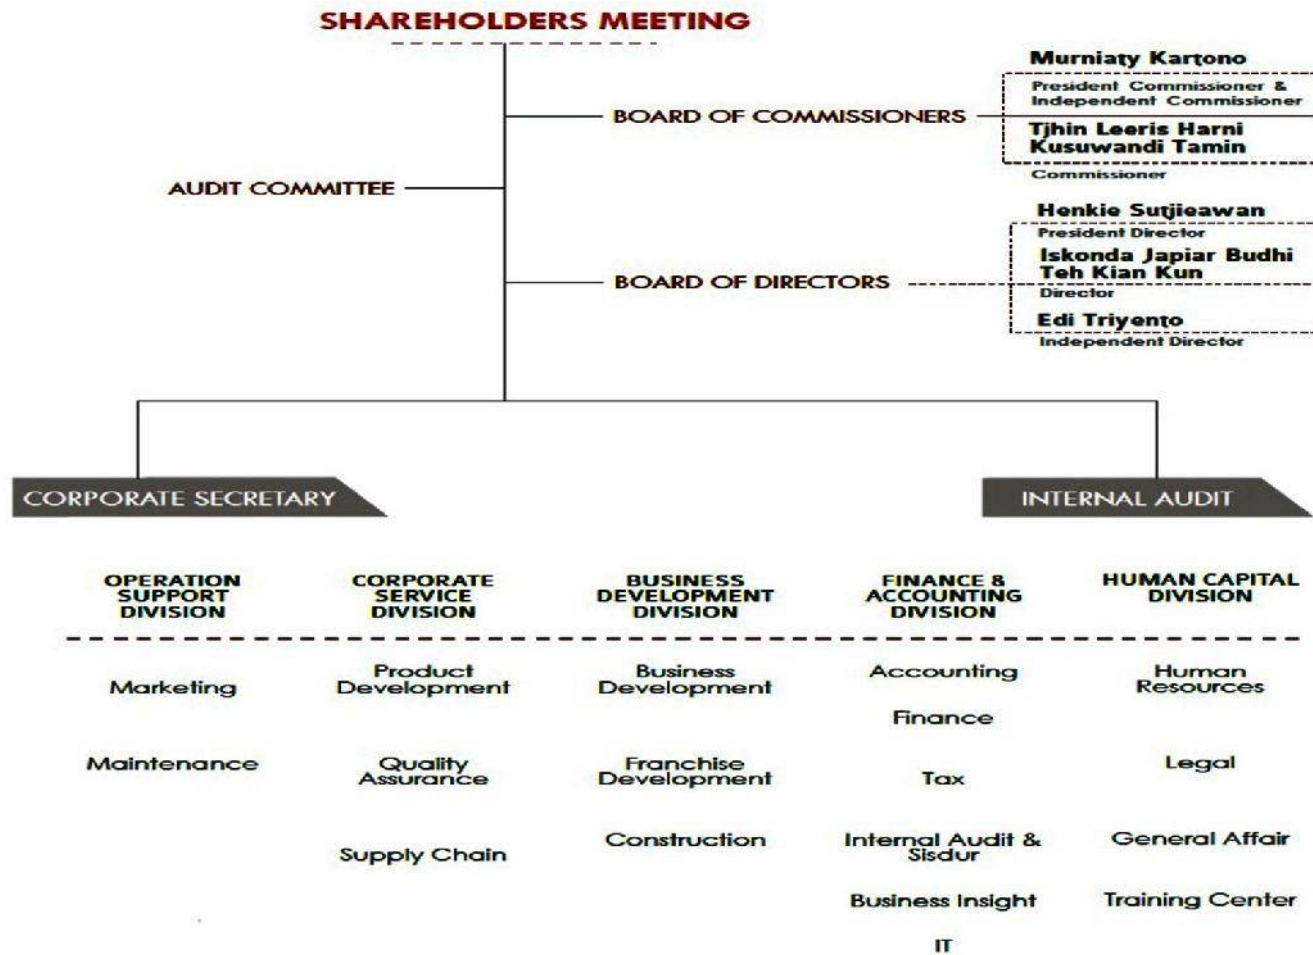 SHAREHOLDERS MEETING
BOARD OF COMMISSIONERS
Murniaty Kartono
President Commissioner &
Independent Commissioner
Tjhin Leeris Harni
Kusuwandi Tamin
Commissioner
AUDIT COMMITTEE
BOARD OF DIRECTORS
Henkie Sutjieawan
President Director
Iskonda Japiar Budhi
Teh Kian Kun
Director
Edi Triyento
Independent Director
CORPORATE SECRETARY
INTERNAL AUDIT
OPERATION
SUPPORT
DIVISION
Marketing
Maintenance
CORPORATE
SERVICE
DIVISION
Product
Development
Quality
Assurance
Supply Chain
BUSINESS
DEVELOPMENT
DIVISION
Business
Development
Franchise
Development
Construction
FINANCE &
ACCOUNTING
DIVISION
Accounting
Finance
Tax
Internal Audit &
Sisdur
Business Insight
IT
HUMAN CAPITAL
DIVISION
Human
Resources
Legal
General Affair
Training Center